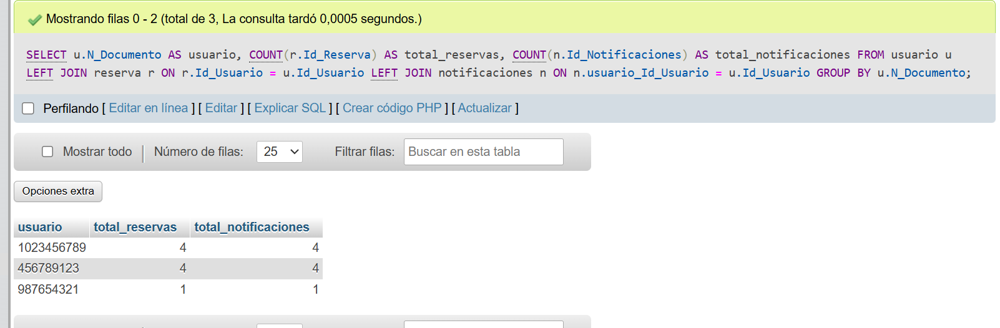 Mostrando filas 0 - 2 (total de 3, La consulta tardó 0,0005 segundos.)
SELECT u.N_Documento AS usuario, COUNT(r.Id_Reserva) AS total_reservas, COUNT(n.Id_Notificaciones) AS total_notificaciones FROM usuario u
LEFT JOIN reserva r ON r.Id_Usuario = u.Id_Usuario LEFT JOIN notificaciones n ON n.usuario_Id_Usuario = u.Id_Usuario GROUP BY u.N_Documento;
Perfilando [ Editar en línea ] [ Editar ] [ Explicar SQL ] [ Crear código PHP ] [ Actualizar ]
Mostrar todo Número de filas: 25 Filtrar filas: Buscar en esta tabla
Opciones extra
usuario total_reservas total_notificaciones
1023456789 4 4
456789123 4 4
987654321 1 1